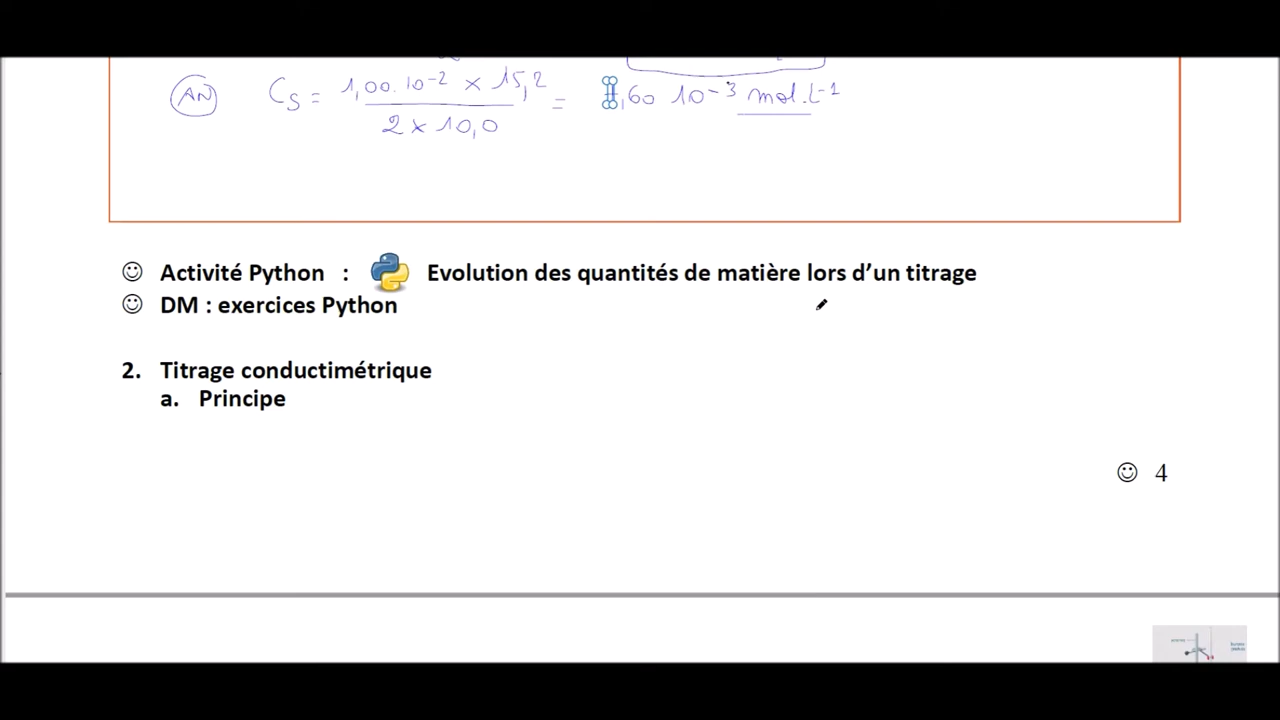 AN CS = 1,00.10-2 × 15,2 / 2 × 10,0 = ,60 10-3 mol.L-1
Activité Python : Evolution des quantités de matière lors d’un titrage
DM : exercices Python
2. Titrage conductimétrique
a. Principe
4